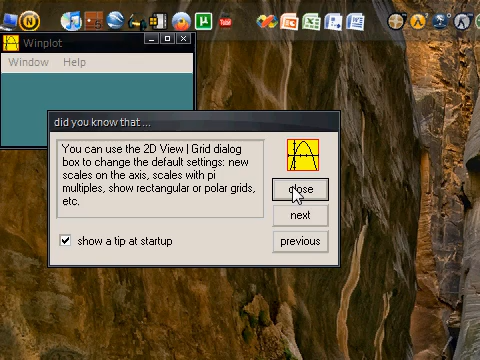 Winplot
Window Help
did you know that ...
You can use the 2D View | Grid dialog
box to change the default settings: new
scales on the axis, scales with pi
multiples, show rectangular or polar grids,
etc.
close
next
show a tip at startup
previous